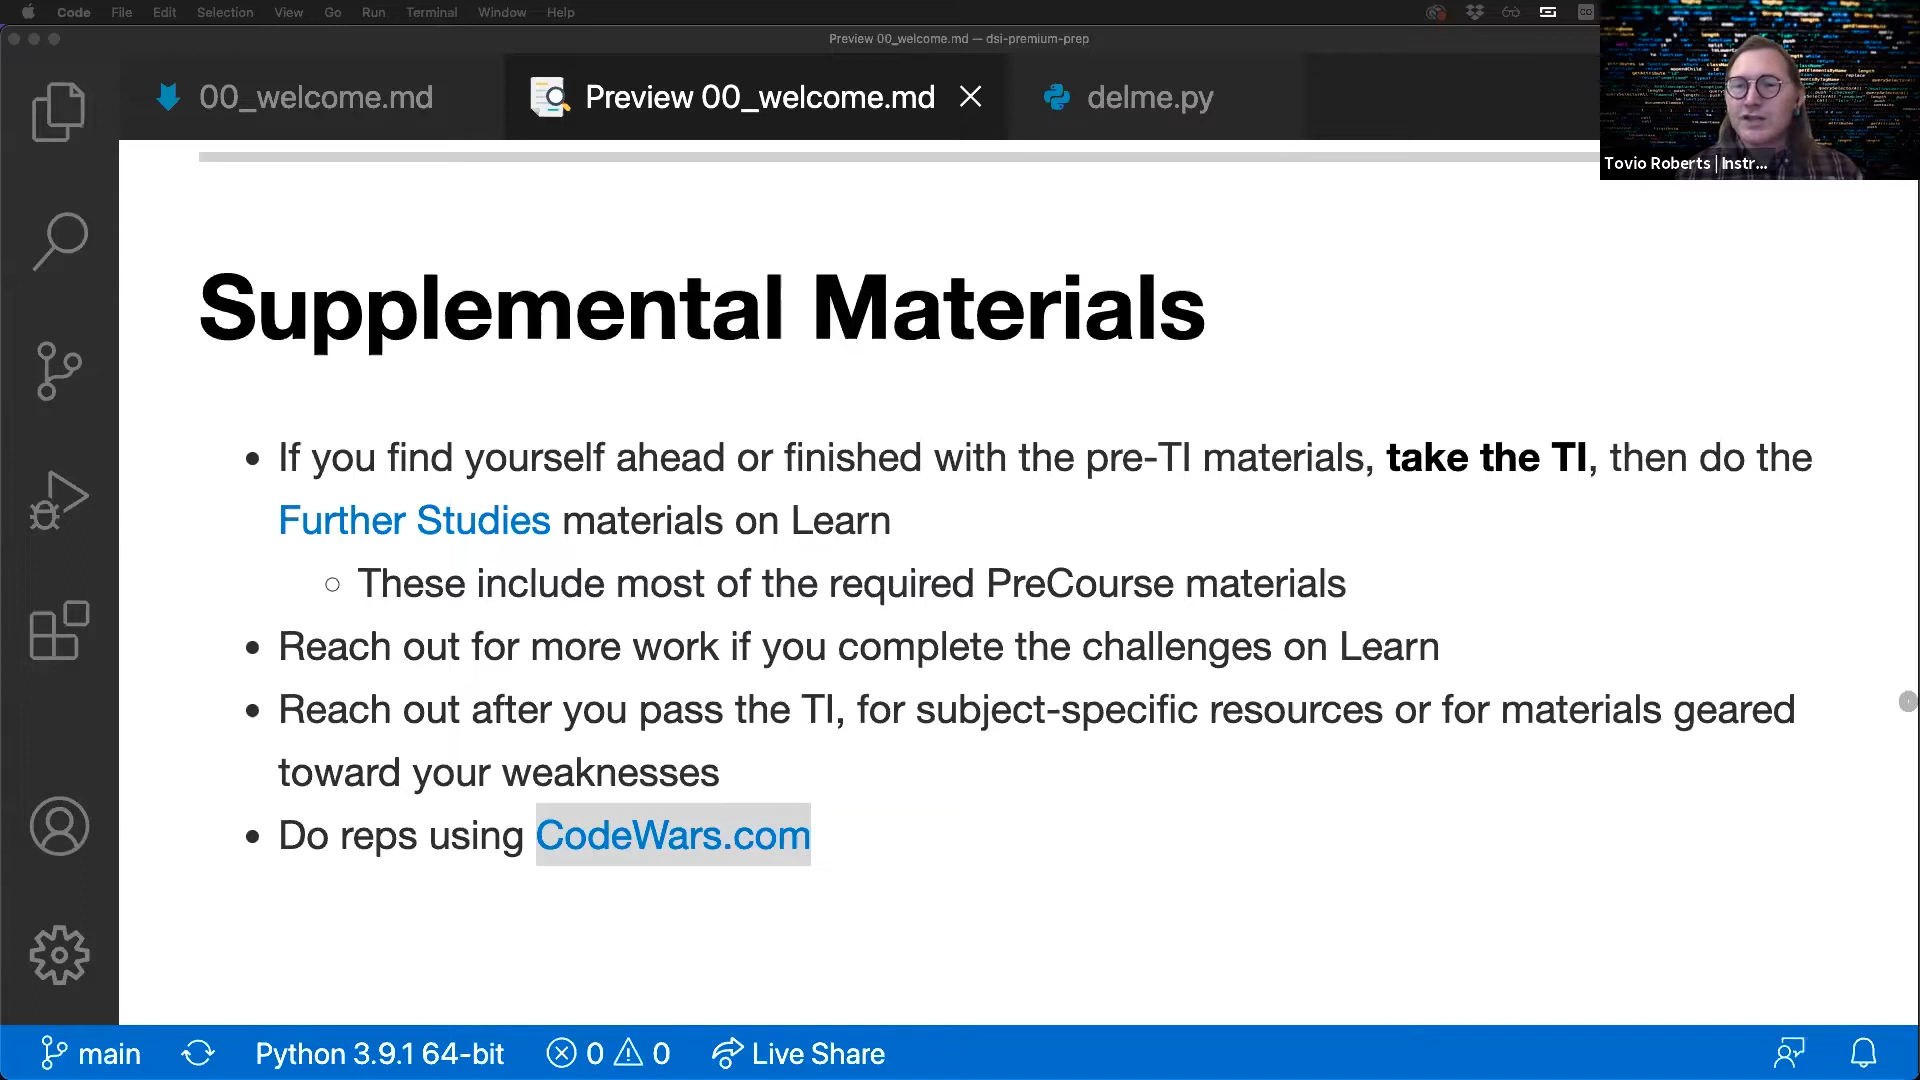 Code File Edit Selection View Go Run Terminal Window Help
Preview 00_welcome.md — dsi-premium-prep
00_welcome.md
Preview 00_welcome.md
delme.py
Tovio Roberts | Instr...
Supplemental Materials
• If you find yourself ahead or finished with the pre-TI materials, take the TI, then do the
Further Studies materials on Learn
○ These include most of the required PreCourse materials
• Reach out for more work if you complete the challenges on Learn
• Reach out after you pass the TI, for subject-specific resources or for materials geared
toward your weaknesses
• Do reps using CodeWars.com
main Python 3.9.1 64-bit 0 0 Live Share